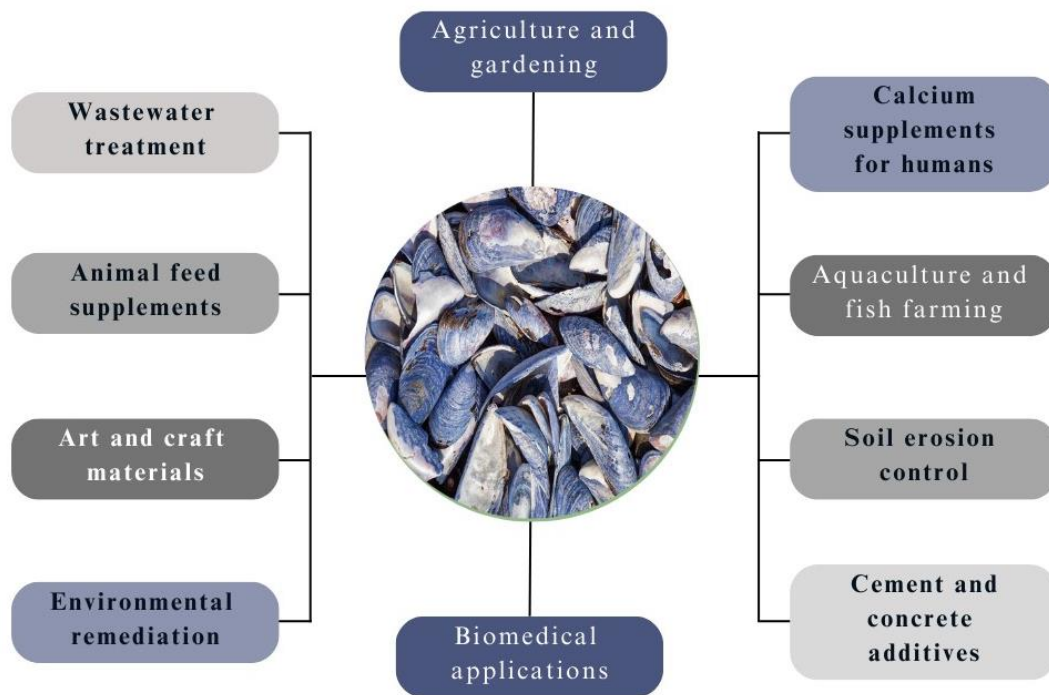 Agriculture and
gardening
Wastewater
treatment
Calcium
supplements
for humans
Animal feed
supplements
Aquaculture and
fish farming
Art and craft
materials
Soil erosion
control
Environmental
remediation
Cement and
concrete
additives
Biomedical
applications